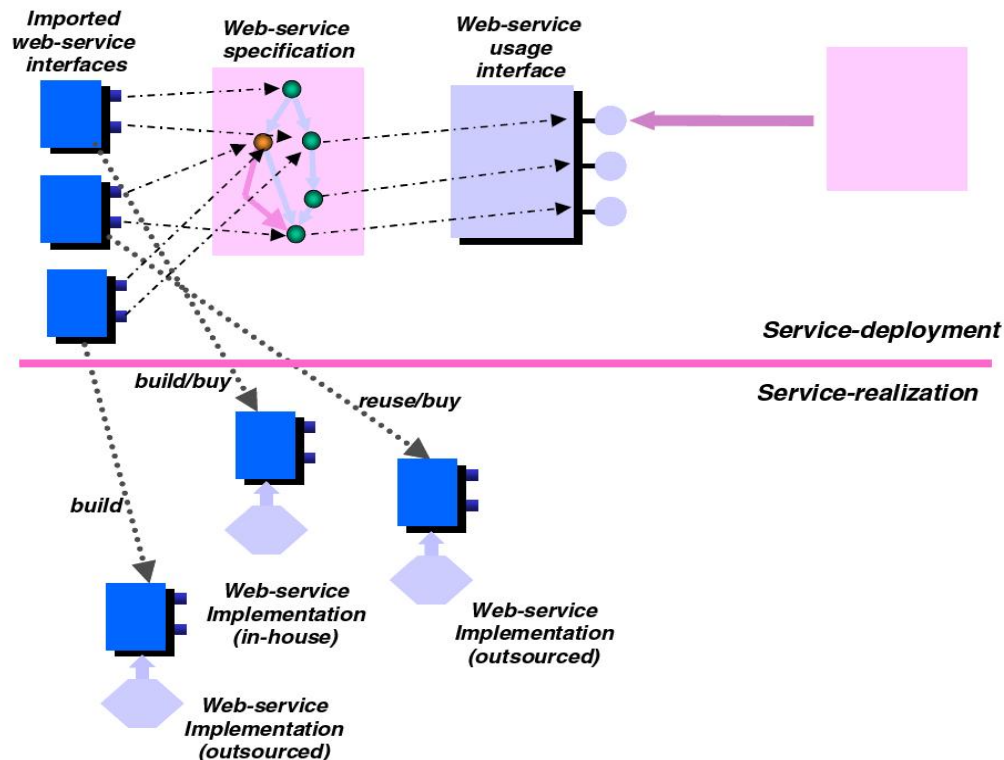 Imported
web-service
interfaces
Web-service
specification
Web-service
usage
interface
Service-deployment
Service-realization
build/buy
reuse/buy
build
Web-service
Implementation
(in-house)
Web-service
Implementation
(outsourced)
Web-service
Implementation
(outsourced)